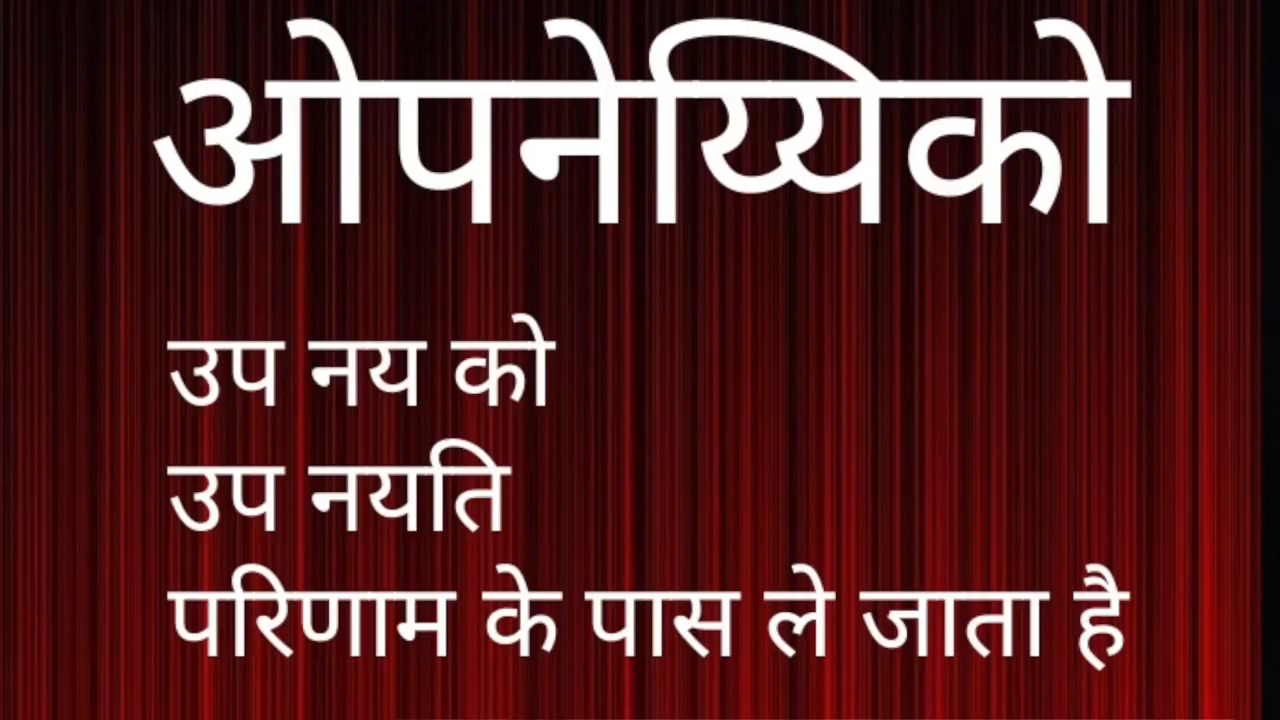 ओपनेय्यिको
उप नय को
उप नयति
परिणाम के पास ले जाता है